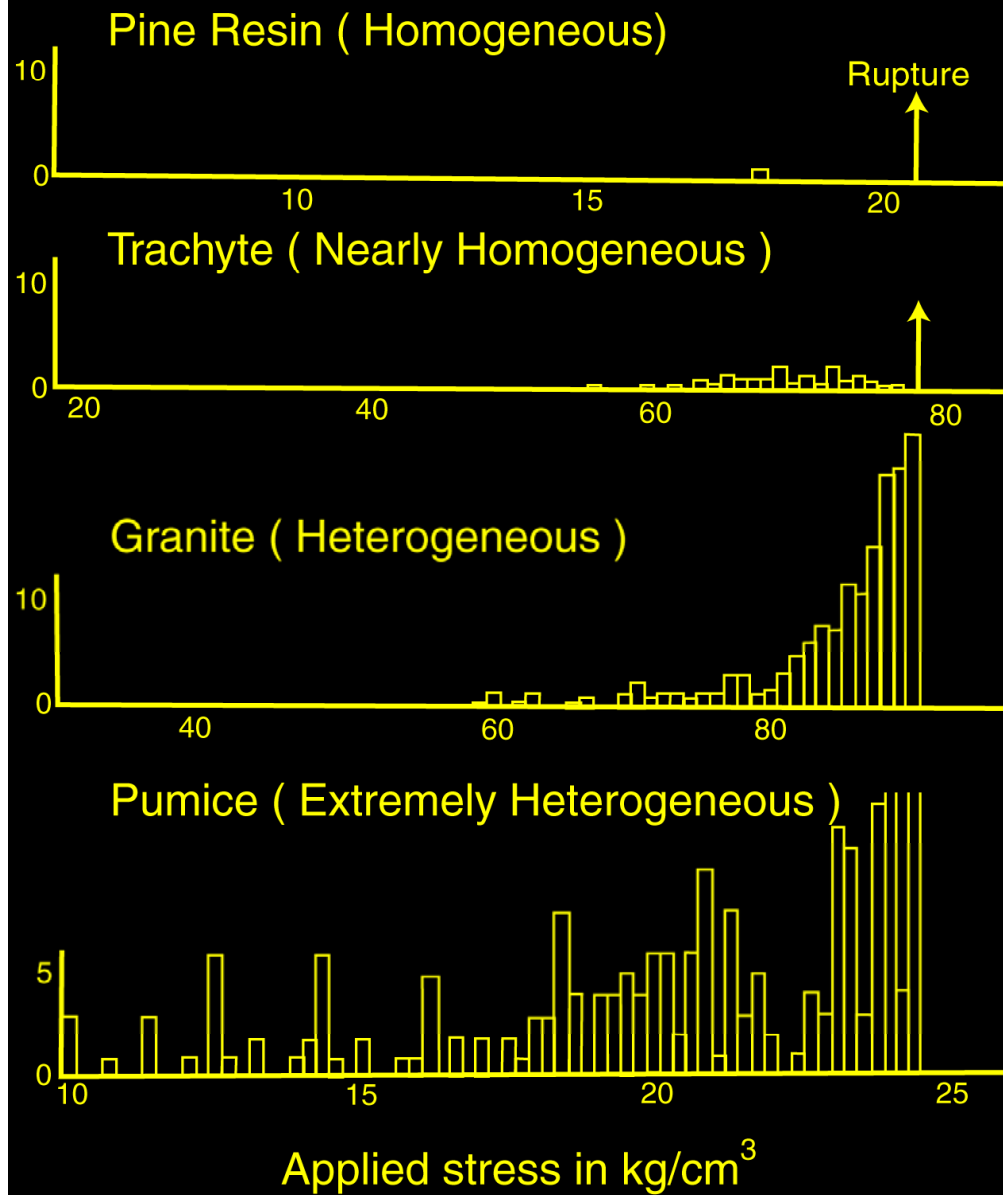 Pine Resin ( Homogeneous)
10
Rupture
0
10 15 20
Trachyte ( Nearly Homogeneous )
10
0
20 40 60 80
Granite ( Heterogeneous )
10
0
40 60 80
Pumice ( Extremely Heterogeneous )
5
0
10 15 20 25
Applied stress in kg/cm³